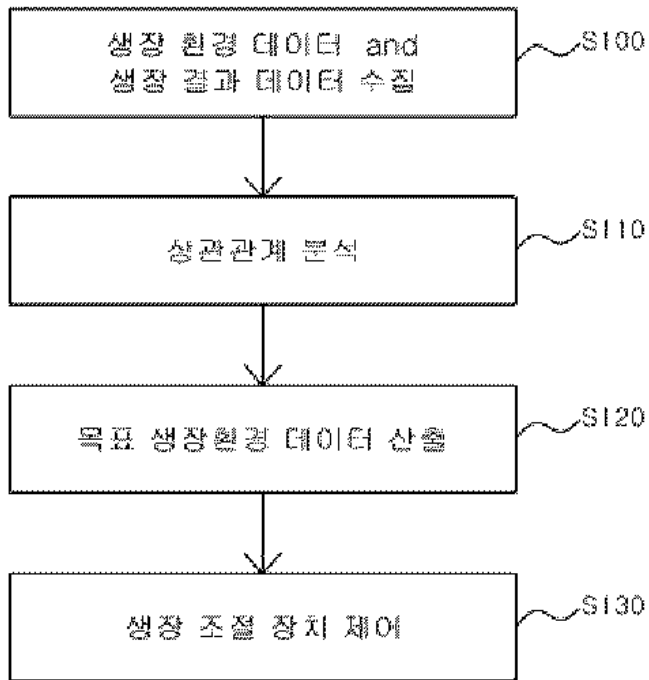 생장 환경 데이터 and
생장 결과 데이터 수집
S100
상관관계 분석
S110
목표 생장환경 데이터 산출
S120
생장 조절 장치 제어
S130